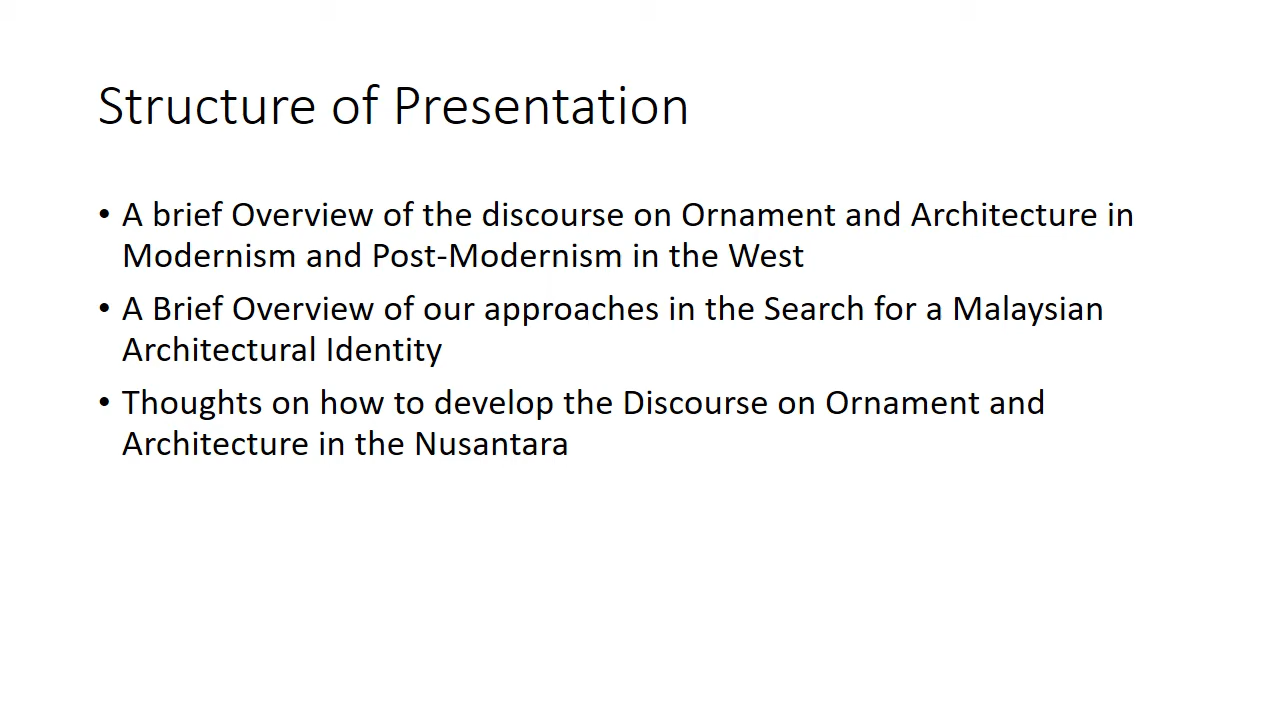 Structure of Presentation
• A brief Overview of the discourse on Ornament and Architecture in
Modernism and Post-Modernism in the West
• A Brief Overview of our approaches in the Search for a Malaysian
Architectural Identity
• Thoughts on how to develop the Discourse on Ornament and
Architecture in the Nusantara